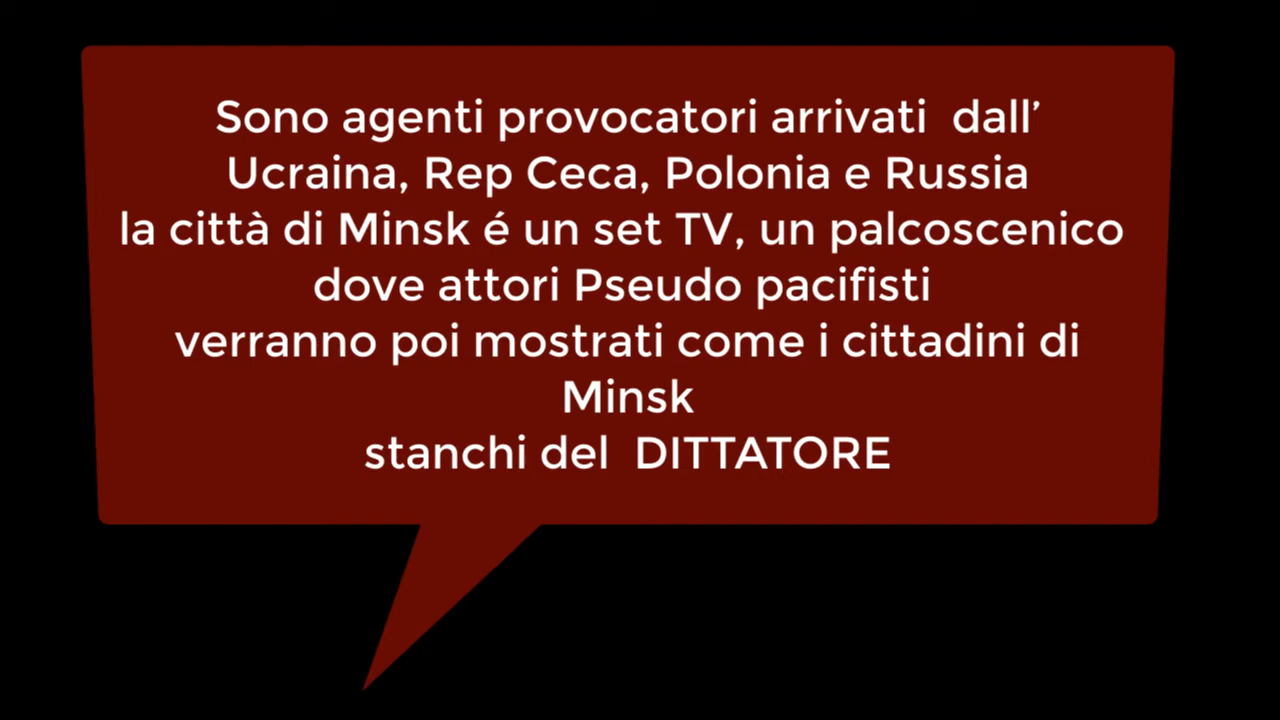 Sono agenti provocatori arrivati dall’
Ucraina, Rep Ceca, Polonia e Russia
la città di Minsk é un set TV, un palcoscenico
dove attori Pseudo pacifisti
verranno poi mostrati come i cittadini di
Minsk
stanchi del DITTATORE